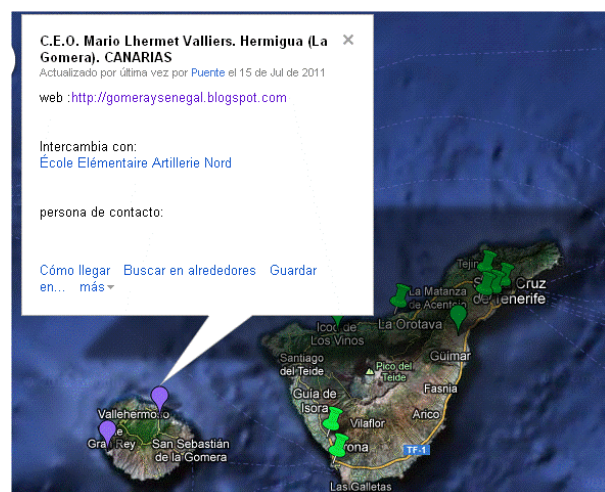 C.E.O. Mario Lhermet Valliers. Hermigua (La
Gomera). CANARIAS
Actualizado por última vez por Puente el 15 de Jul de 2011
web :http://gomeraysenegal.blogspot.com
Intercambia con:
École Elémentaire Artillerie Nord
persona de contacto:
Cómo llegar Buscar en alrededores Guardar
en... más
Cruz
La Matanza
de Acentejo
de Tenerife
Icod de
Los Vinos
La Orotava
Santiago
del Teide
Pico del
Teide
Güimar
Guía de
Isora
Fasnia
Vilaflor
Arico
TF-1
Las Galletas
Gran Rey
San Sebastián
de la Gomera